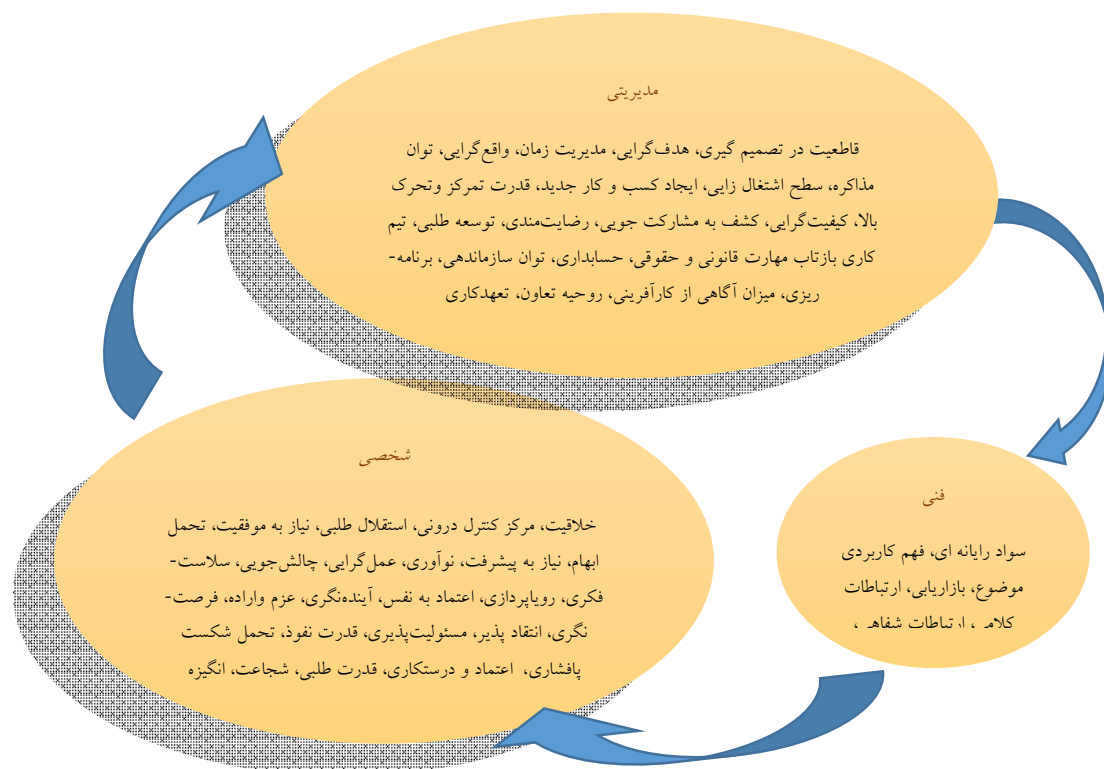 مدیریتی
قاطعیت در تصمیم گیری، هدف‌گرایی، مدیریت زمان، واقع‌گرایی، توان
مذاکره، سطح اشتغال زایی، ایجاد کسب و کار جدید، قدرت تمرکز وتحرک
بالا، کیفیت‌گرایی، کشف به مشارکت جویی، رضایت‌مندی، توسعه طلبی، تیم
کاری بازتاب مهارت قانونی و حقوقی، حسابداری، توان سازماندهی، برنامه-
ریزی، میزان آگاهی از کارآفرینی، روحیه تعاون، تعهدکاری
شخصی
خلاقیت، مرکز کنترل درونی، استقلال طلبی، نیاز به موفقیت، تحمل
ابهام، نیاز به پیشرفت، نوآوری، عمل‌گرایی، چالش‌جویی، سلاست-
فکری، رویاپردازی، اعتماد به نفس، آینده‌نگری، عزم واراده، فرصت-
نگری، انتقاد پذیر، مسئولیت‌پذیری، قدرت نفوذ، تحمل شکست
پافشاری، اعتماد و درستکاری، قدرت طلبی، شجاعت، انگیزه
فنی
سواد رایانه ای، فهم کاربردی
موضوع، بازاریابی، ارتباطات
کلامی، ارتباطات شفاهی،